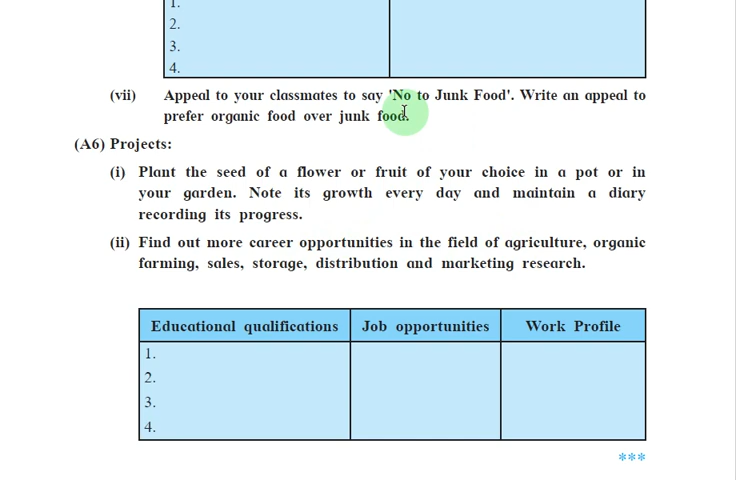 1.
2.
3.
4.
(vii) Appeal to your classmates to say 'No to Junk Food'. Write an appeal to
prefer organic food over junk food.
(A6) Projects:
(i) Plant the seed of a flower or fruit of your choice in a pot or in
your garden. Note its growth every day and maintain a diary
recording its progress.
(ii) Find out more career opportunities in the field of agriculture, organic
farming, sales, storage, distribution and marketing research.
Educational qualifications Job opportunities Work Profile
1.
2.
3.
4.
***